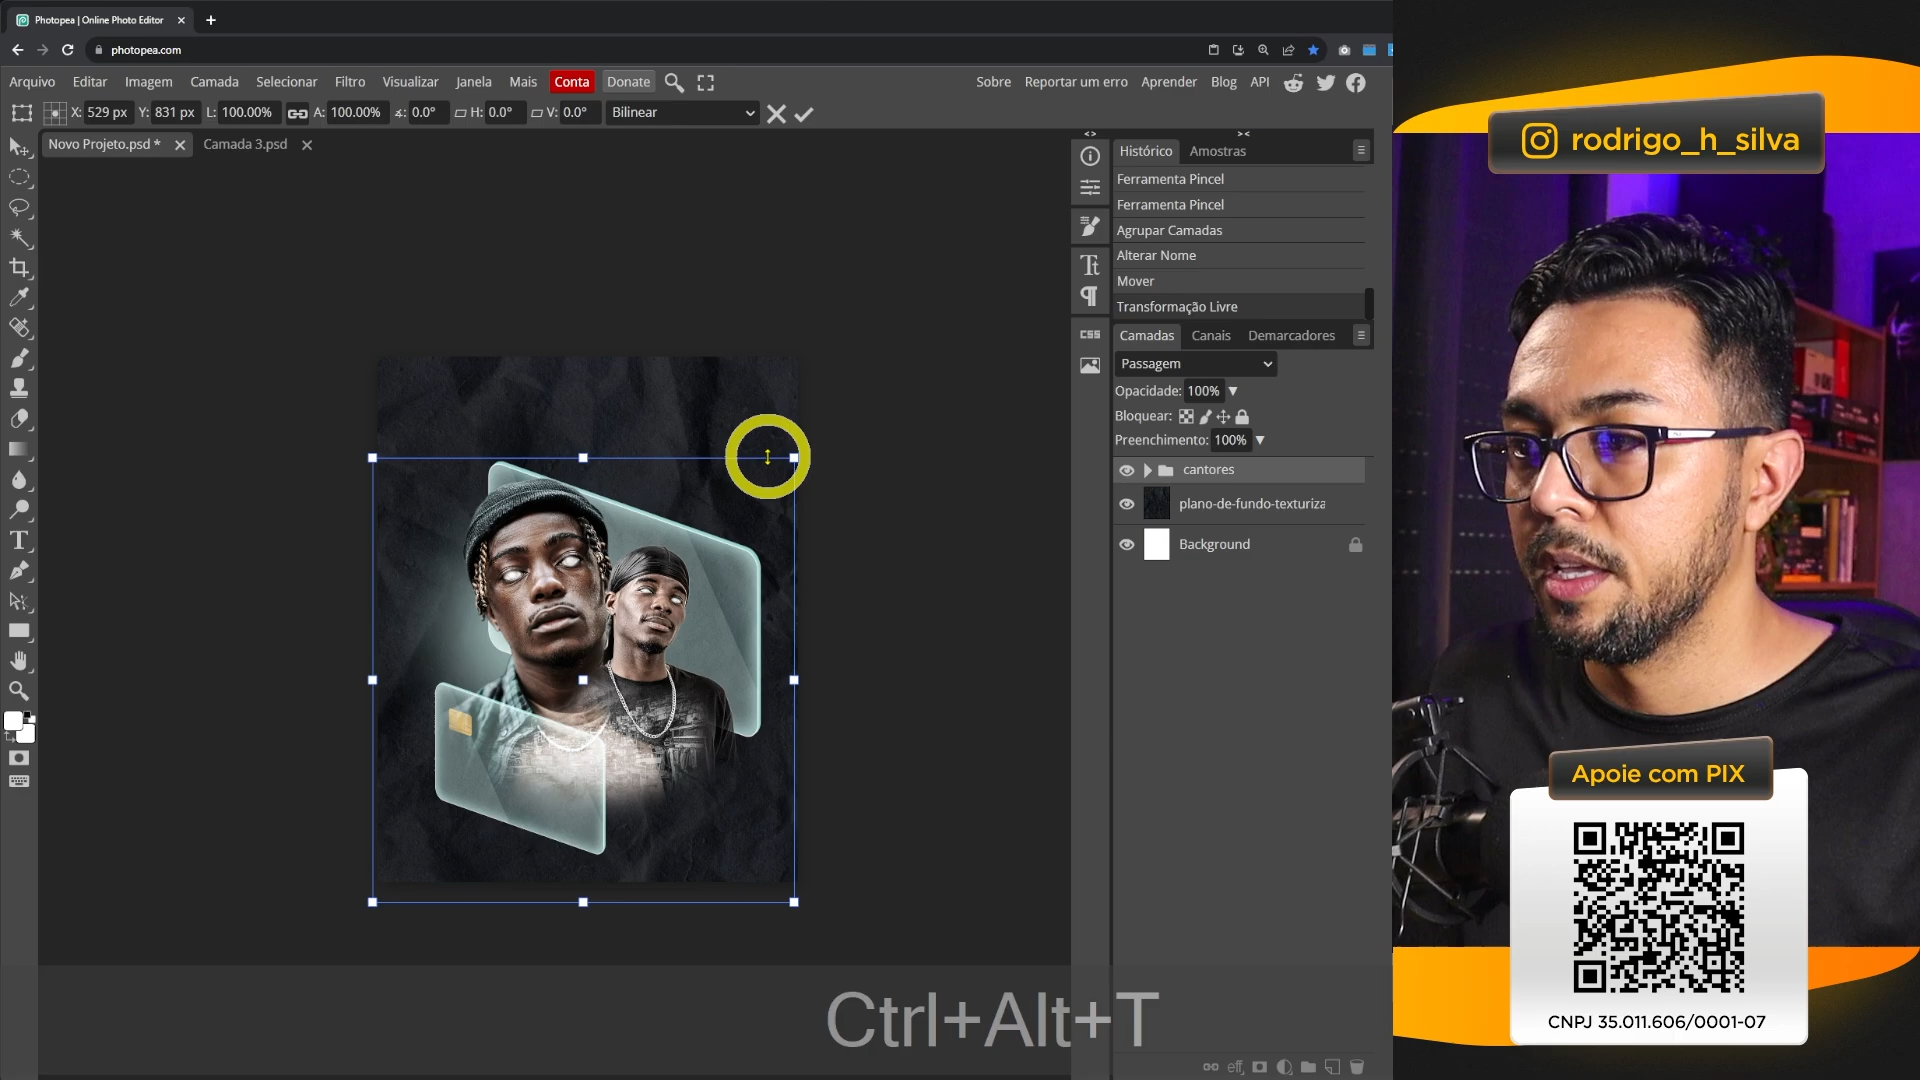 Photopea | Online Photo Editor
photopea.com
Arquivo Editar Imagem Camada Selecionar Filtro Visualizar Janela Mais Conta Donate
Sobre Reportar um erro Aprender Blog API
X: 529 px Y: 831 px L: 100.00% A: 100.00% ∡: 0.0° H: 0.0° V: 0.0° Bilinear
Novo Projeto.psd * Camada 3.psd
Histórico Amostras
Ferramenta Pincel
Ferramenta Pincel
Agrupar Camadas
Alterar Nome
Mover
Transformação Livre
CSS
Camadas Canais Demarcadores
Passagem
Opacidade: 100%
Bloquear:
Preenchimento: 100%
cantores
plano-de-fundo-texturiza
Background
eff
Ctrl+Alt+T
rodrigo_h_silva
Apoie com PIX
CNPJ 35.011.606/0001-07